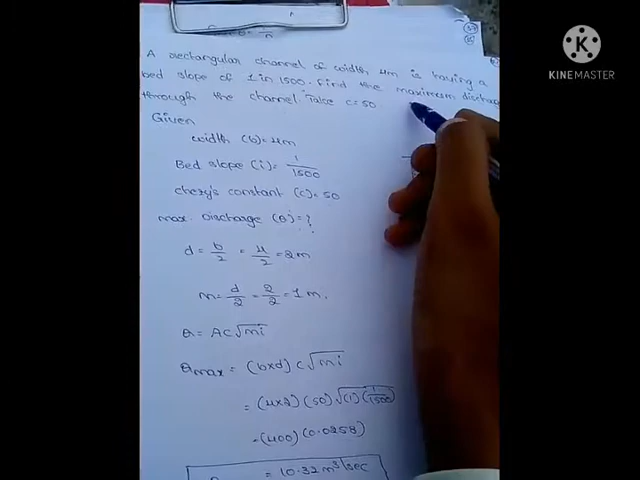 A rectangular channel of width 4m is having a
bed slope of 1 in 1500. Find the maximum discharge
through the channel Take C=50
Given
width (b)=4m
Bed slope (i)= 1/1500
chezy's constant (C)=50
max. Discharge (Q)=?
d = b/2 = 4/2 = 2m
m= d/2 = 2/2 = 1m.
Q = AC√mi
Qmax = (b×d) C√mi
= (4×2) (50) √(1) (1/1500)
=(400) (0.0258)
= 10.32 m³/sec
KINEMASTER